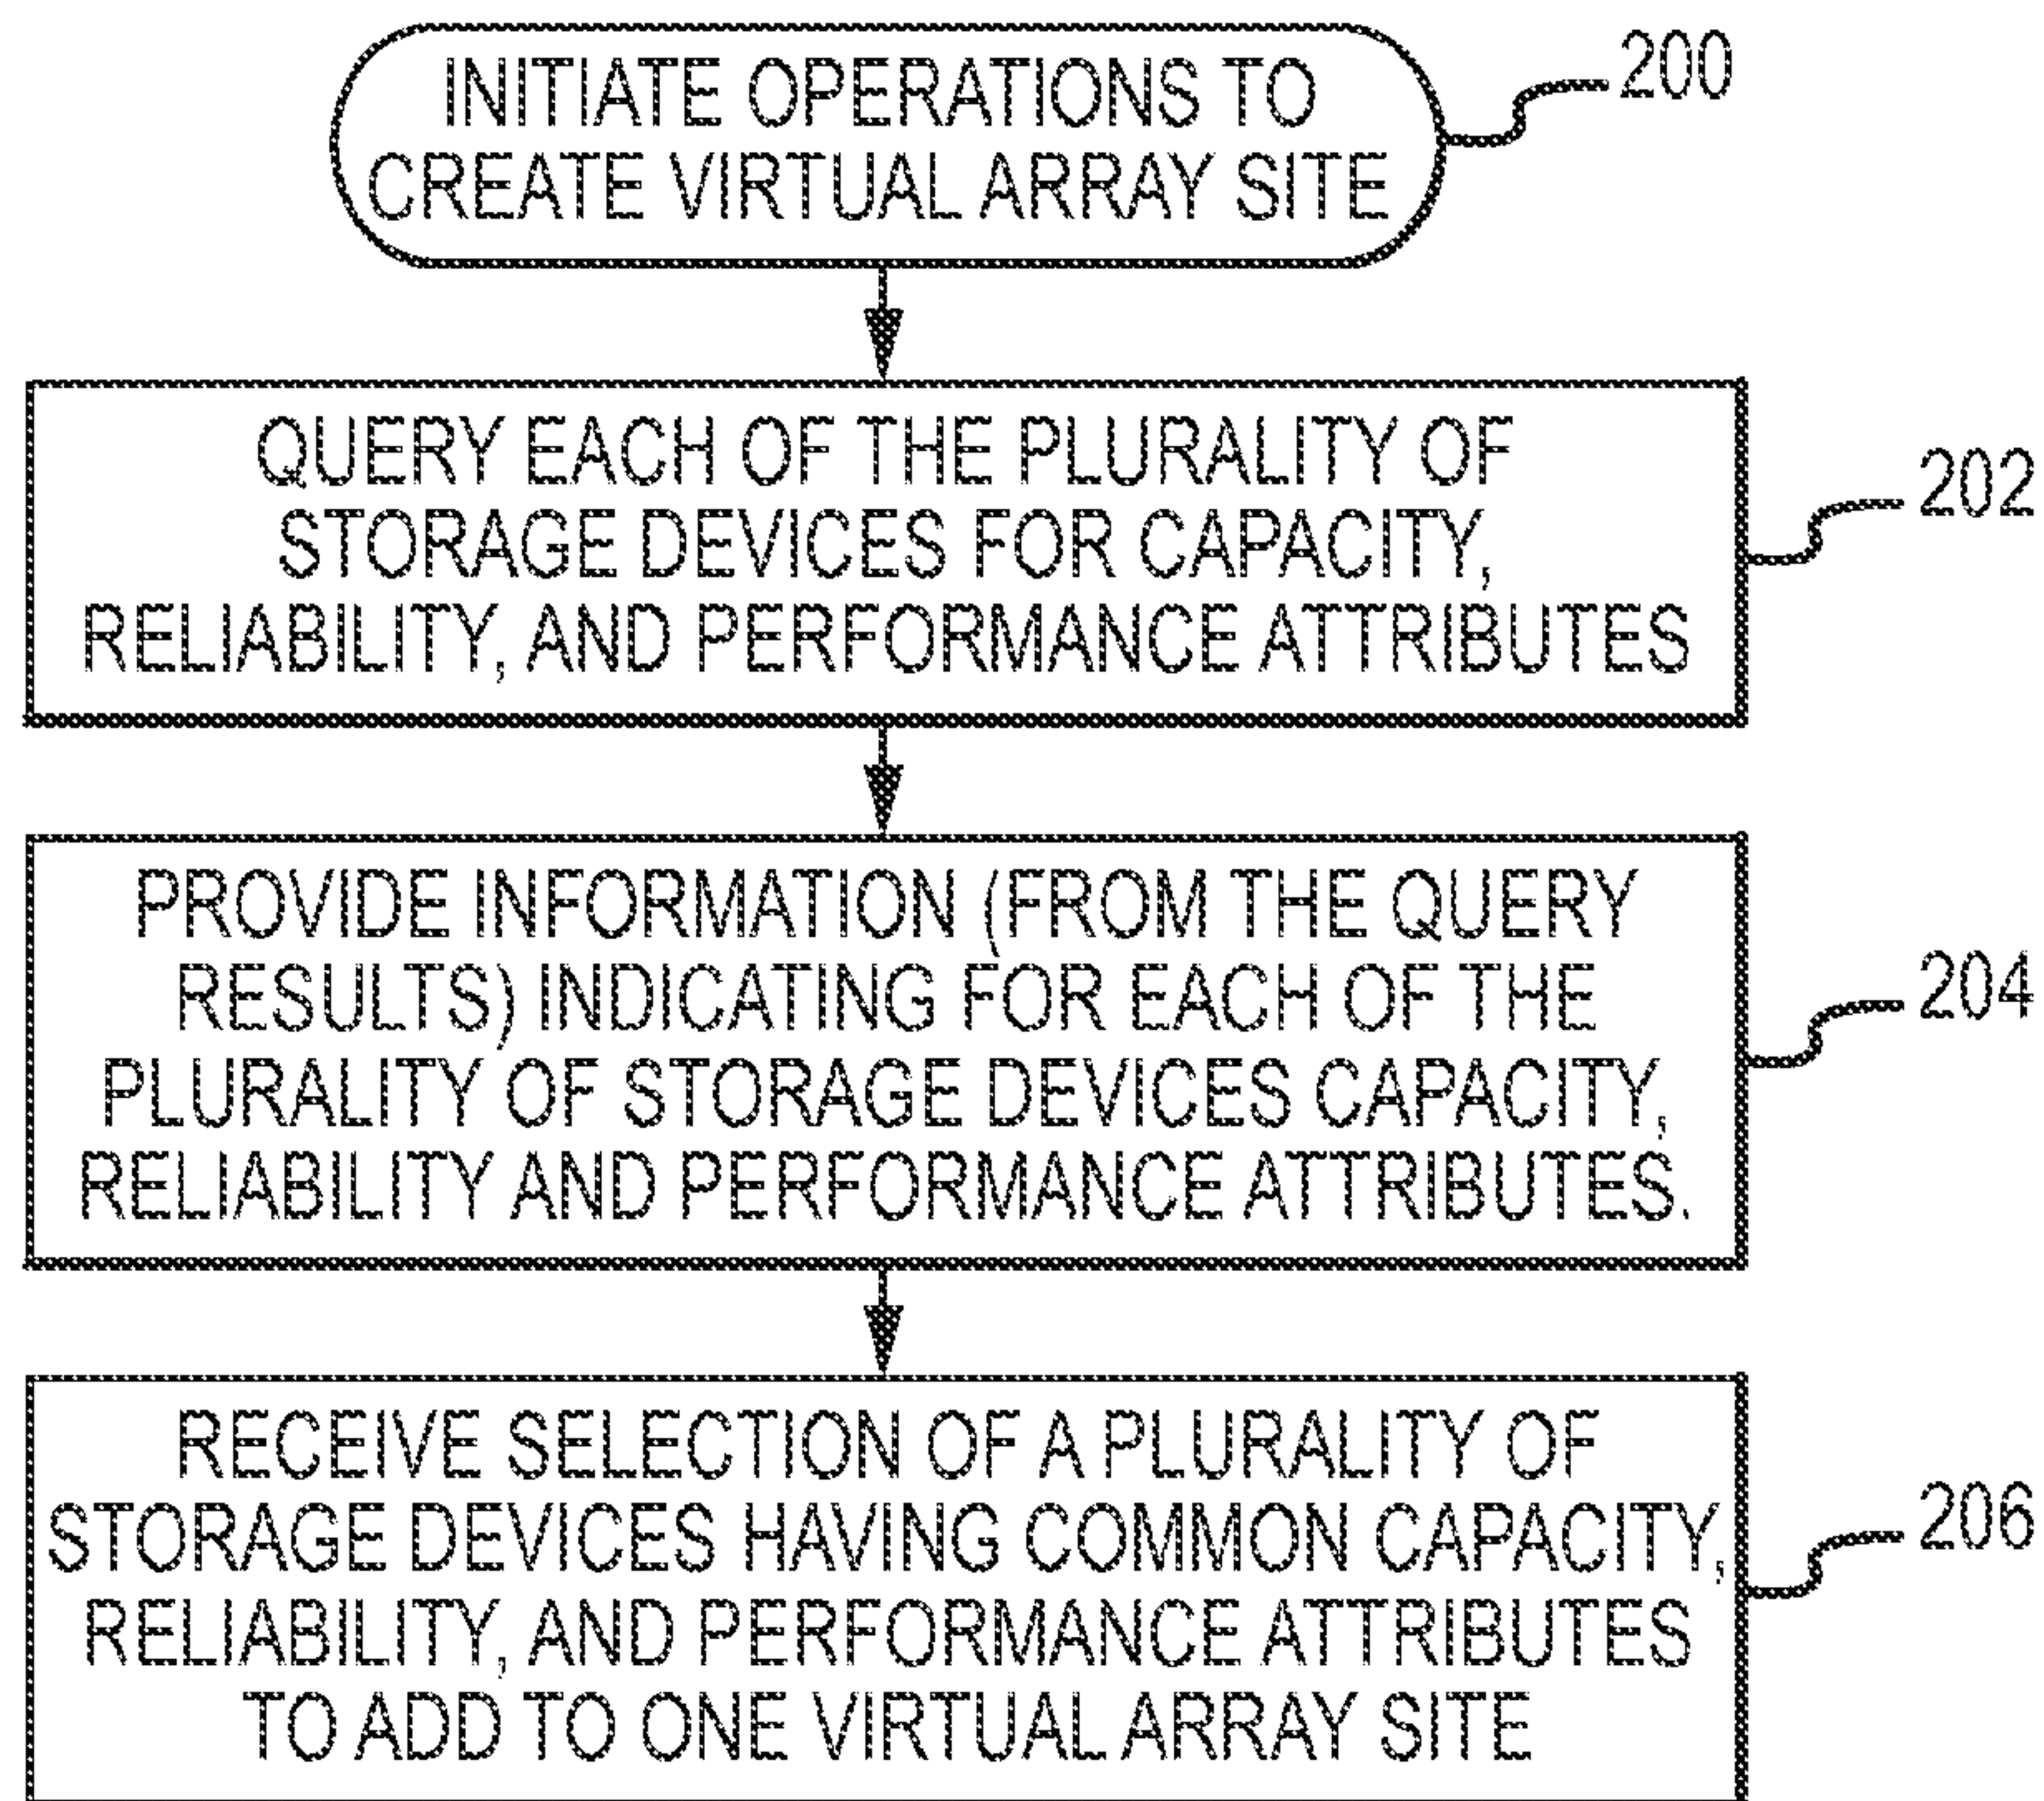 INITIATE OPERATIONS TO
CREATE VIRTUAL ARRAY SITE
200
QUERY EACH OF THE PLURALITY OF
STORAGE DEVICES FOR CAPACITY,
RELIABILITY, AND PERFORMANCE ATTRIBUTES
202
PROVIDE INFORMATION (FROM THE QUERY
RESULTS) INDICATING FOR EACH OF THE
PLURALITY OF STORAGE DEVICES CAPACITY,
RELIABILITY AND PERFORMANCE ATTRIBUTES.
204
RECEIVE SELECTION OF A PLURALITY OF
STORAGE DEVICES HAVING COMMON CAPACITY,
RELIABILITY, AND PERFORMANCE ATTRIBUTES
TO ADD TO ONE VIRTUAL ARRAY SITE
206